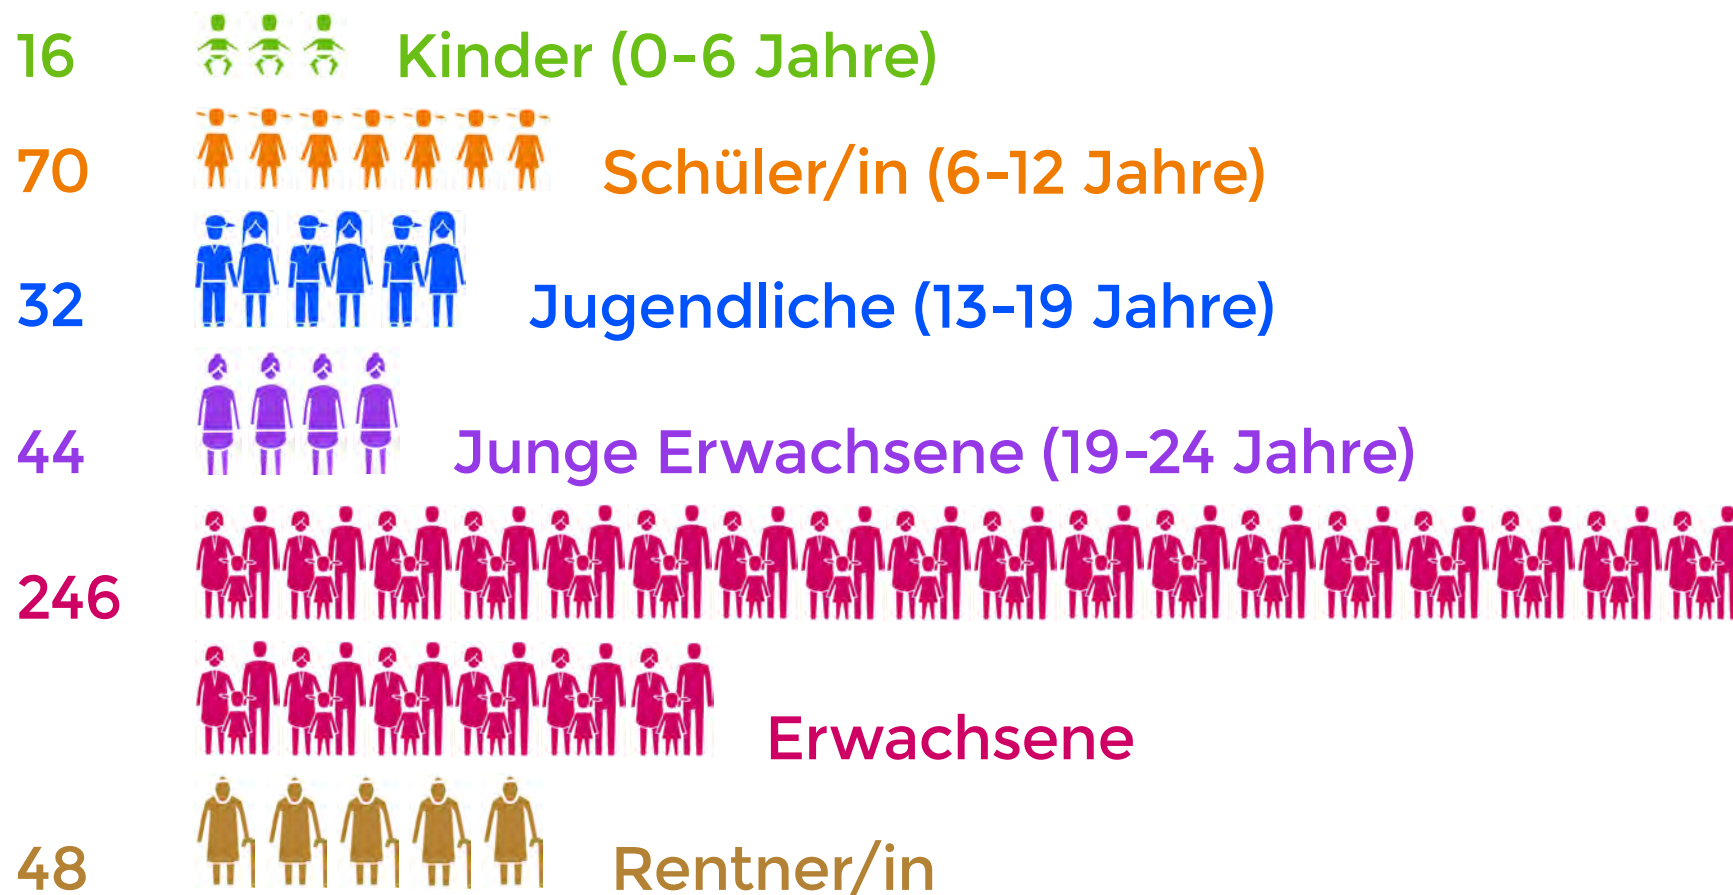 16 Kinder (0-6 Jahre)
70 Schüler/in (6-12 Jahre)
32 Jugendliche (13-19 Jahre)
44 Junge Erwachsene (19-24 Jahre)
246
Erwachsene
48 Rentner/in